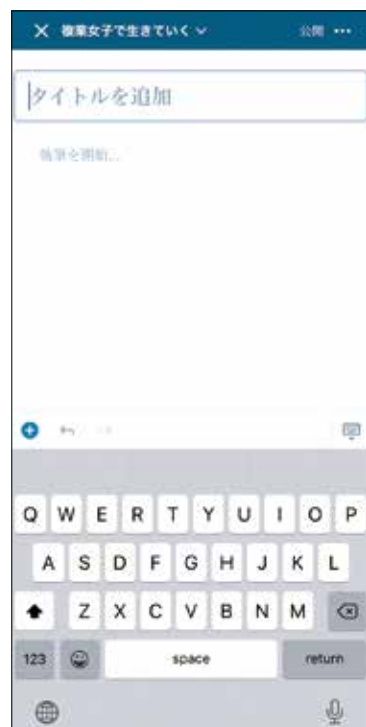 複業女子で生きていく 公開
タイトルを追加
執筆を開始...
Q W E R T Y U I O P
A S D F G H J K L
Z X C V B N M
123 space return